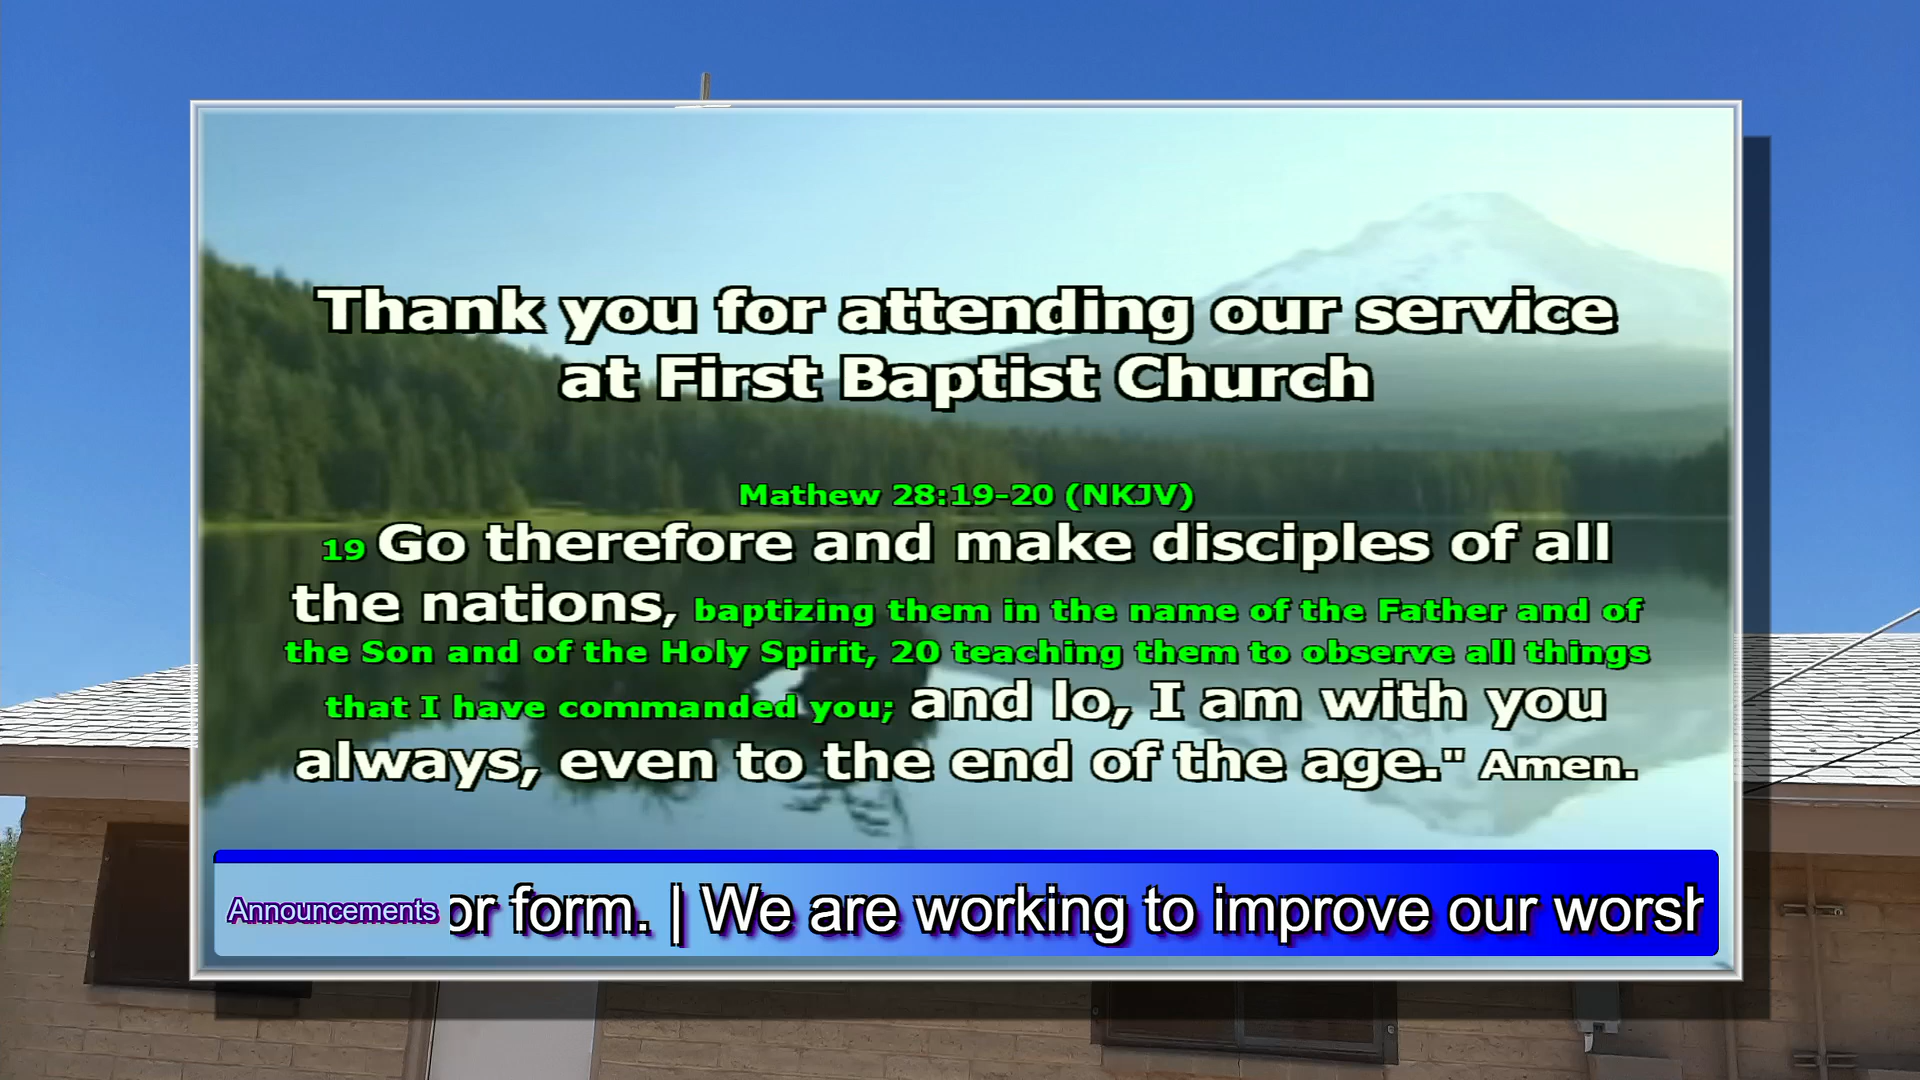 Thank you for attending our service
at First Baptist Church
Mathew 28:19-20 (NKJV)
19 Go therefore and make disciples of all
the nations, baptizing them in the name of the Father and of
the Son and of the Holy Spirit, 20 teaching them to observe all things
that I have commanded you; and lo, I am with you
always, even to the end of the age." Amen.
Announcements or form. | We are working to improve our